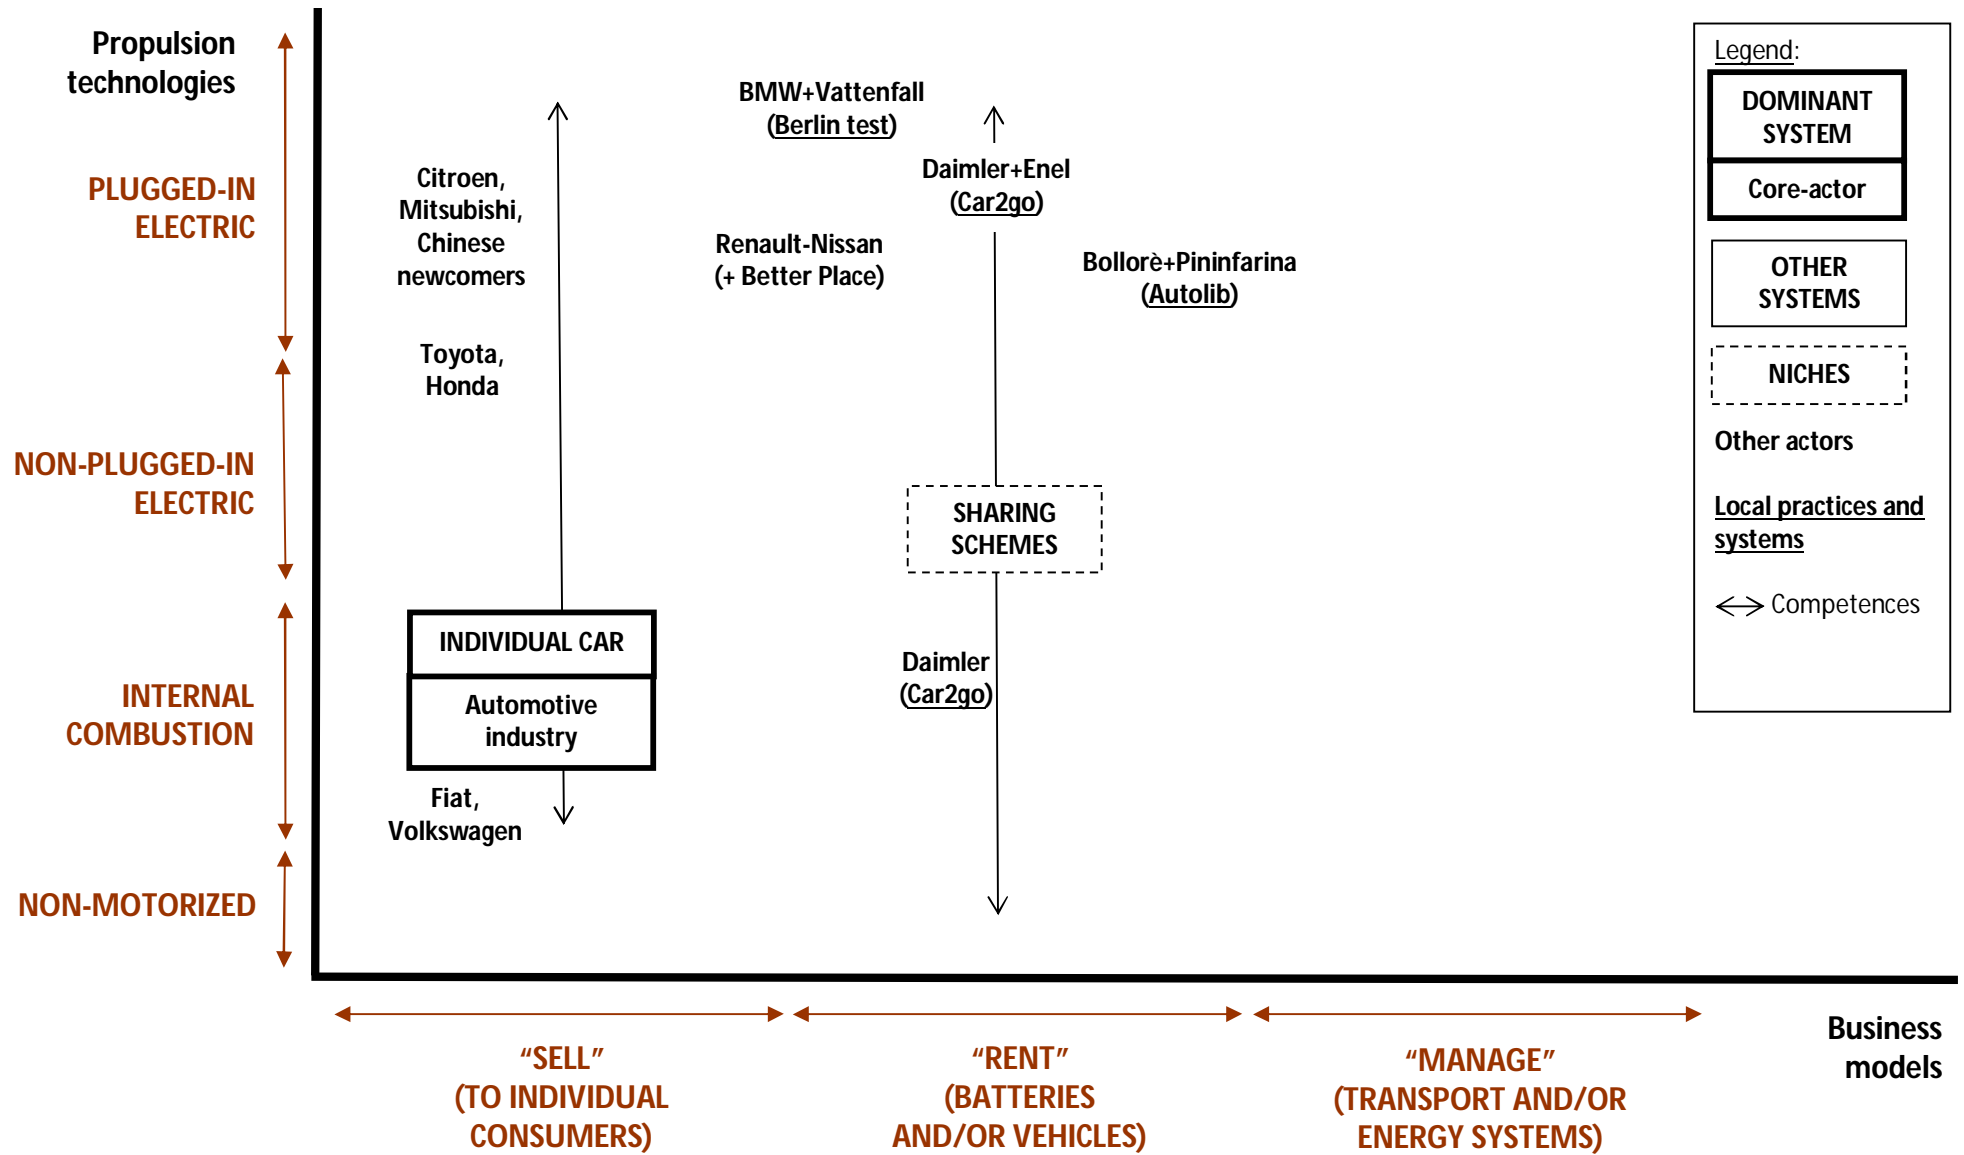 Propulsion
technologies
PLUGGED-IN
ELECTRIC
NON-PLUGGED-IN
ELECTRIC
INTERNAL
COMBUSTION
NON-MOTORIZED
Citroen,
Mitsubishi,
Chinese
newcomers
Toyota,
Honda
INDIVIDUAL CAR
Automotive
industry
Fiat,
Volkswagen
BMW+Vattenfall
(Berlin test)
Daimler+Enel
(Car2go)
Renault-Nissan
(+ Better Place)
Bollorè+Pininfarina
(Autolib)
SHARING
SCHEMES
Daimler
(Car2go)
Legend:
DOMINANT
SYSTEM
Core-actor
OTHER
SYSTEMS
NICHES
Other actors
Local practices and
systems
Competences
“SELL”
(TO INDIVIDUAL
CONSUMERS)
“RENT”
(BATTERIES
AND/OR VEHICLES)
“MANAGE”
(TRANSPORT AND/OR
ENERGY SYSTEMS)
Business
models